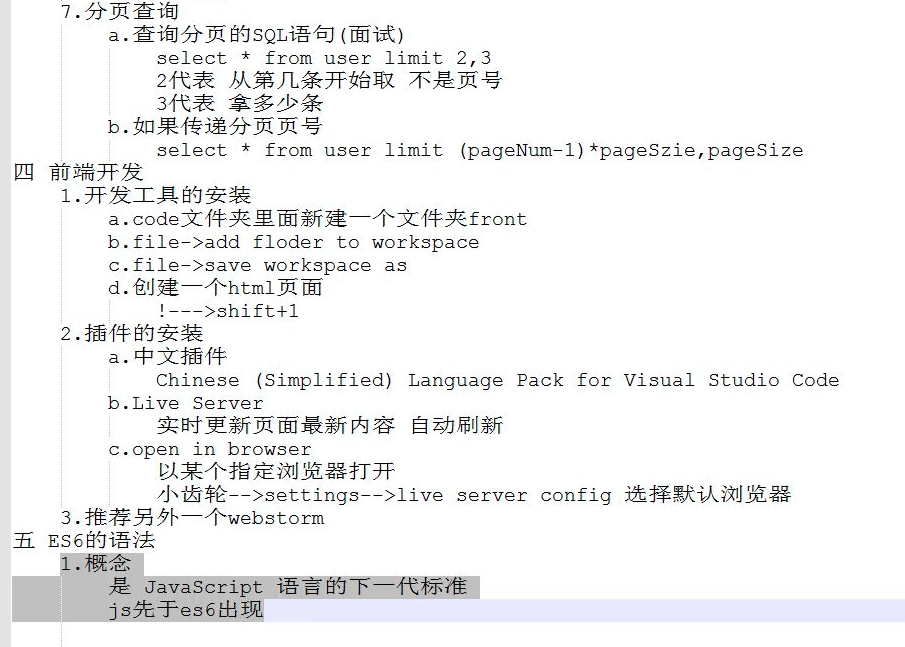 7.分页查询
a.查询分页的SQL语句(面试)
select * from user limit 2,3
2代表 从第几条开始取 不是页号
3代表 拿多少条
b.如果传递分页页号
select * from user limit (pageNum-1)*pageSzie,pageSize
四 前端开发
1.开发工具的安装
a.code文件夹里面新建一个文件夹front
b.file->add floder to workspace
c.file->save workspace as
d.创建一个html页面
!--->shift+1
2.插件的安装
a.中文插件
Chinese (Simplified) Language Pack for Visual Studio Code
b.Live Server
实时更新页面最新内容 自动刷新
c.open in browser
以某个指定浏览器打开
小齿轮-->settings-->live server config 选择默认浏览器
3.推荐另外一个webstorm
五 ES6的语法
1.概念
是 JavaScript 语言的下一代标准
js先于es6出现